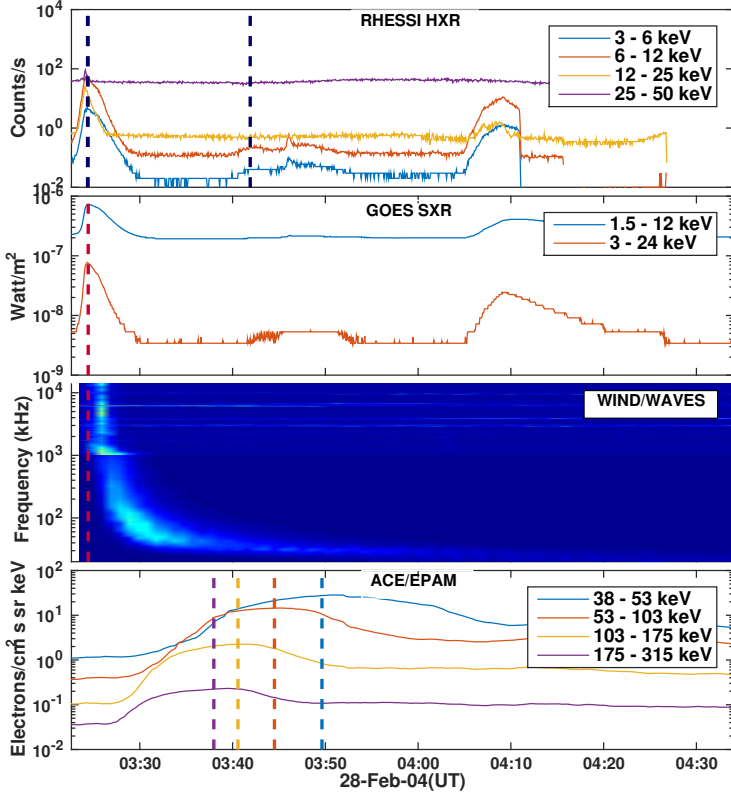 RHESSI HXR
3 - 6 keV
6 - 12 keV
12 - 25 keV
25 - 50 keV
Counts/s
10^4
10^2
10^0
10^-2
GOES SXR
1.5 - 12 keV
3 - 24 keV
Watt/m^2
10^-6
10^-7
10^-8
10^-9
WIND/WAVES
Frequency (kHz)
10^4
10^3
10^2
ACE/EPAM
38 - 53 keV
53 - 103 keV
103 - 175 keV
175 - 315 keV
Electrons/cm^2 s sr keV
10^2
10^1
10^0
10^-1
10^-2
03:30 03:40 03:50 04:00 04:10 04:20 04:30
28-Feb-04(UT)